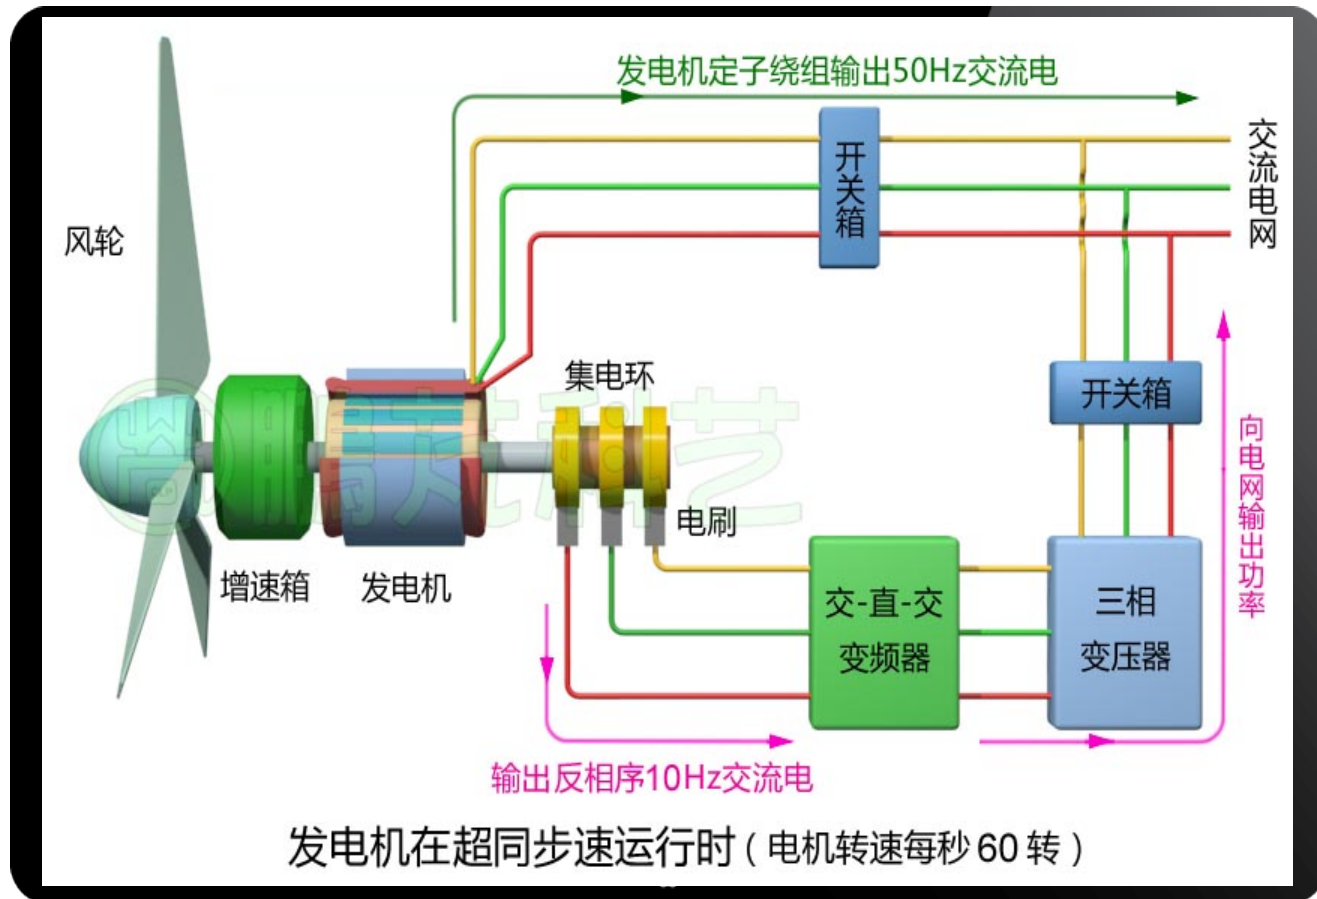 发电机定子绕组输出50Hz交流电
交流电网
开关箱
风轮
集电环
开关箱
向电网输出功率
电刷
增速箱
发电机
交-直-交
变频器
三相
变压器
输出反相序10Hz交流电
发电机在超同步速运行时（电机转速每秒60转）